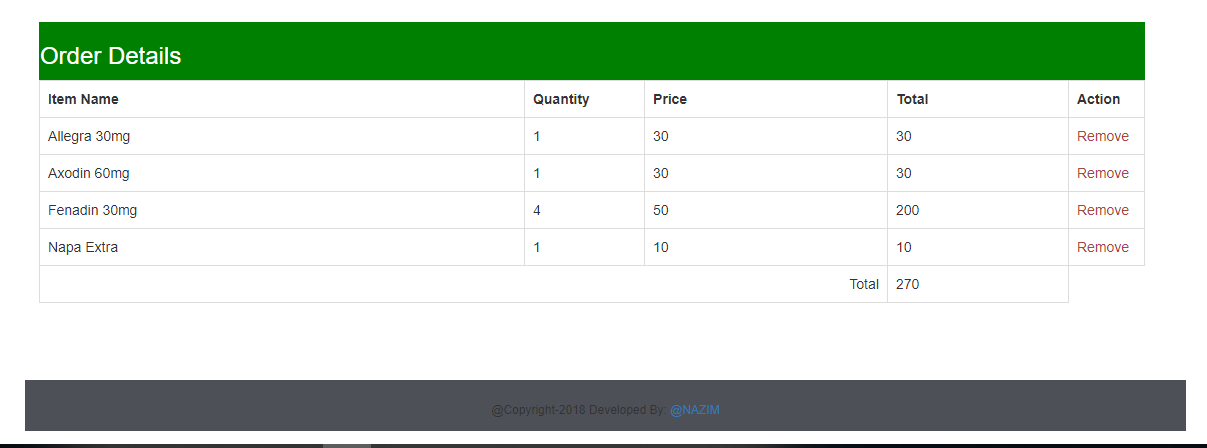 Order Details
Item Name Quantity Price Total Action
Allegra 30mg 1 30 30 Remove
Axodin 60mg 1 30 30 Remove
Fenadin 30mg 4 50 200 Remove
Napa Extra 1 10 10 Remove
Total 270
@Copyright-2018 Developed By: @NAZIM